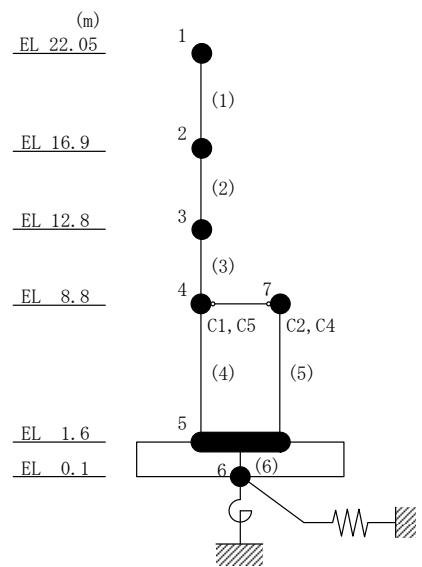 (m)
EL 22.05
1
(1)
EL 16.9
2
(2)
EL 12.8
3
(3)
EL 8.8
4
7
C1,C5
C2,C4
(4)
(5)
EL 1.6
5
EL 0.1
6
(6)